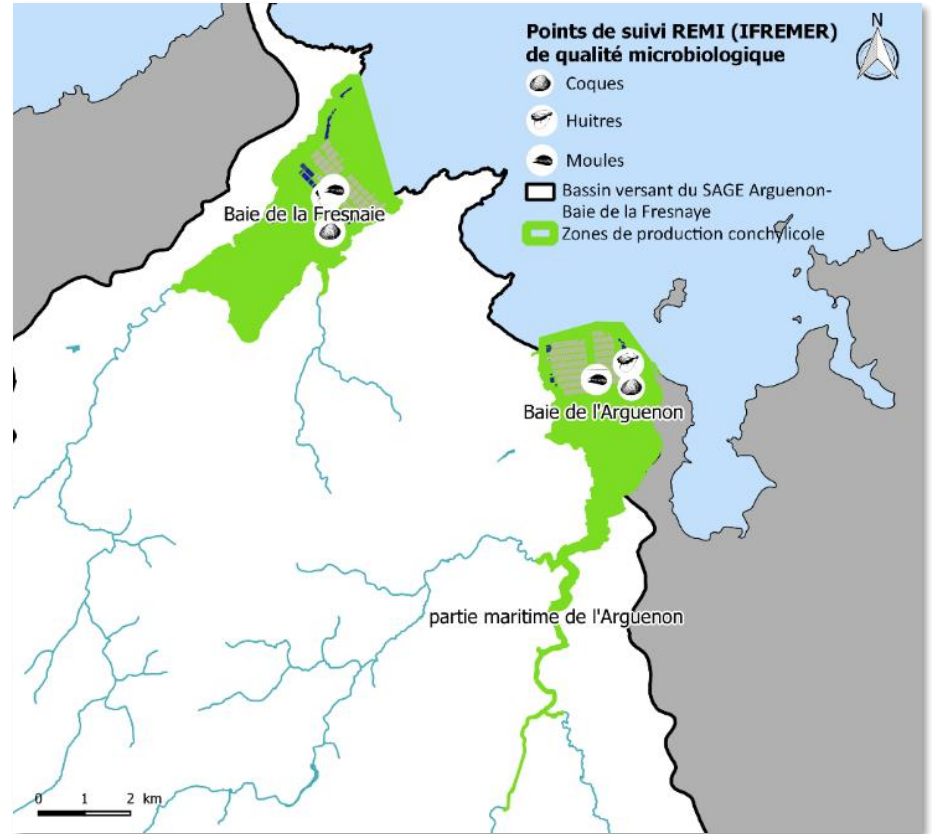 Points de suivi REMI (IFREMER)
de qualité microbiologique
N
Coques
Huitres
Moules
Bassin versant du SAGE Arguenon-
Baie de la Fresnaye
Zones de production conchylicole
Baie de la Fresnaie
Baie de l'Arguenon
partie maritime de l'Arguenon
0 1 2 km